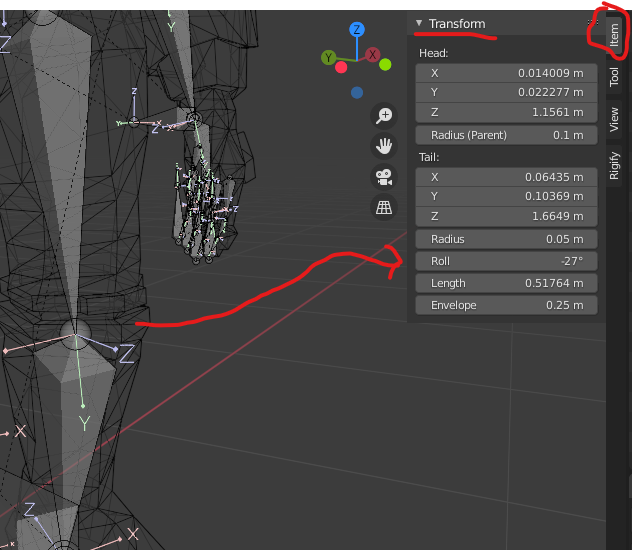 Transform
Item
Head:
X 0.014009 m
Y 0.022277 m
Z 1.1561 m
Radius (Parent) 0.1 m
Tail:
X 0.06435 m
Y 0.10369 m
Z 1.6649 m
Radius 0.05 m
Roll -27°
Length 0.51764 m
Envelope 0.25 m
Tool
View
Rigify
Z
Y
X
Z
Y
Z
Y
X
Z
Z
Z
Y
X
Z
X